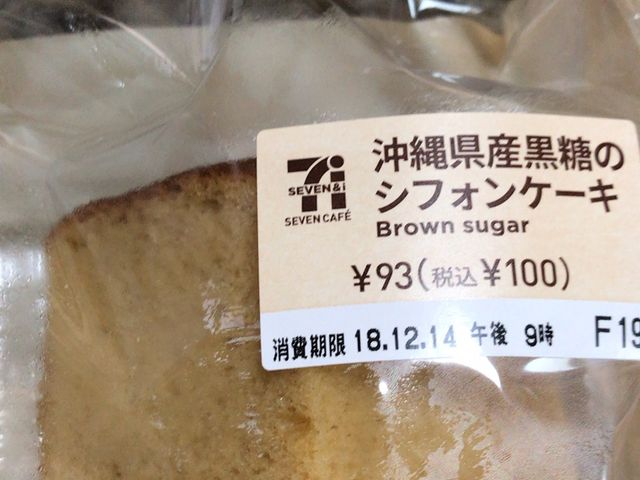 沖縄県産黒糖の
シフォンケーキ
Brown sugar
SEVEN&i
SEVEN CAFÉ
¥93(税込¥100)
消費期限 18.12.14 午後 9時 F19